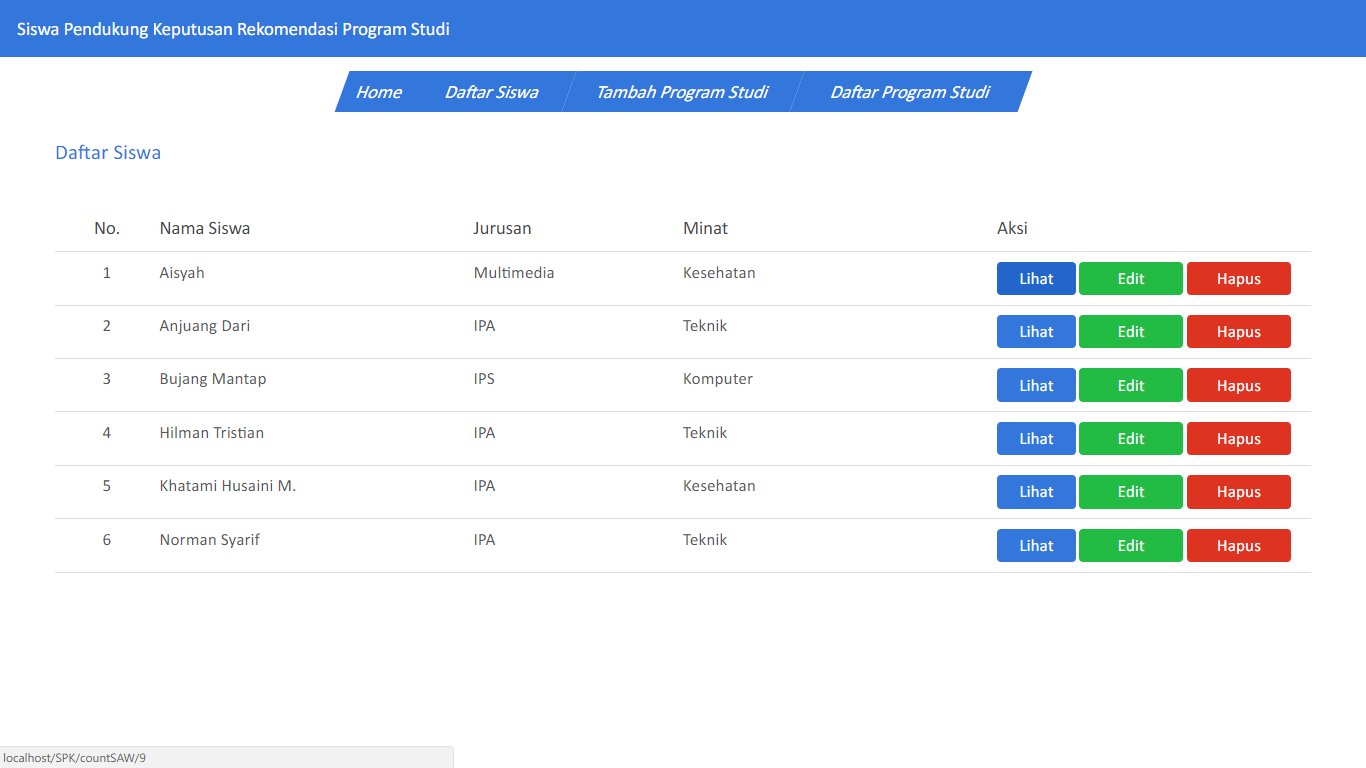 Siswa Pendukung Keputusan Rekomendasi Program Studi
Home Daftar Siswa Tambah Program Studi Daftar Program Studi
Daftar Siswa
No. Nama Siswa Jurusan Minat Aksi
1 Aisyah Multimedia Kesehatan Lihat Edit Hapus
2 Anjuang Dari IPA Teknik Lihat Edit Hapus
3 Bujang Mantap IPS Komputer Lihat Edit Hapus
4 Hilman Tristian IPA Teknik Lihat Edit Hapus
5 Khatami Husaini M. IPA Kesehatan Lihat Edit Hapus
6 Norman Syarif IPA Teknik Lihat Edit Hapus
localhost/SPK/countSAW/9